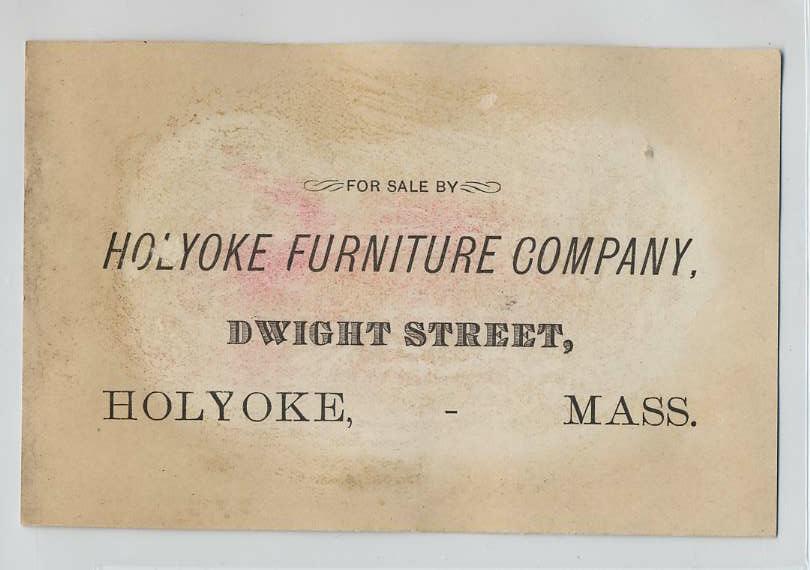 FOR SALE BY
HOLYOKE FURNITURE COMPANY,
DWIGHT STREET,
HOLYOKE, - MASS.